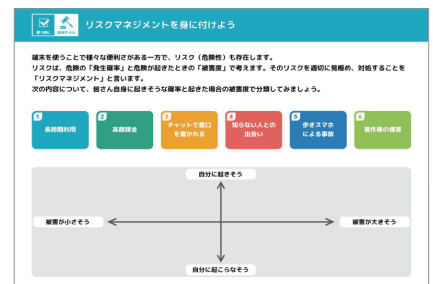 リスクマネジメントを身に付けよう
端末を使うことで様々な便利さがある一方で、リスク（危険性）も存在します。
リスクは、危険の「発生確率」と危険が起きたときの「被害度」で考えます。そのリスクを適切に見極め、対処することを
「リスクマネジメント」と言います。
次の内容について、皆さん自身に起きそうな確率と起きた場合の被害度で分類してみましょう。
1
長時間利用
2
高額課金
3
チャットで悪口
を書かれる
4
知らない人との
出会い
5
歩きスマホ
による事故
6
著作権の侵害
自分に起きそう
被害が小さそう
被害が大きそう
自分に起こらなそう